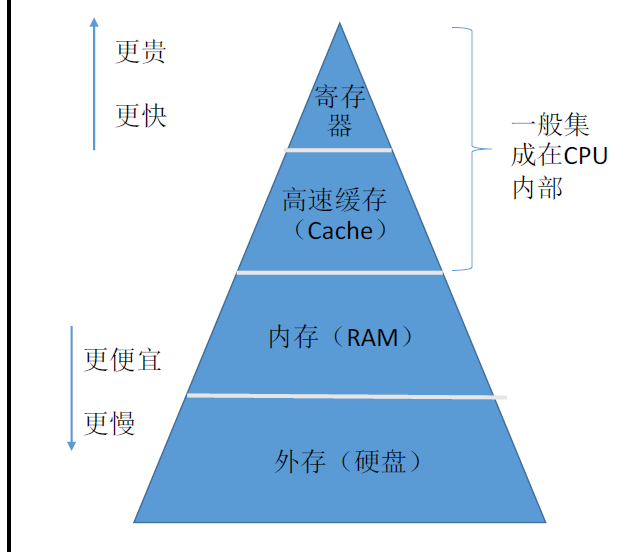 更贵
更快
寄存
器
一般集
成在CPU
内部
高速缓存
（Cache）
内存（RAM）
更便宜
更慢
外存（硬盘）